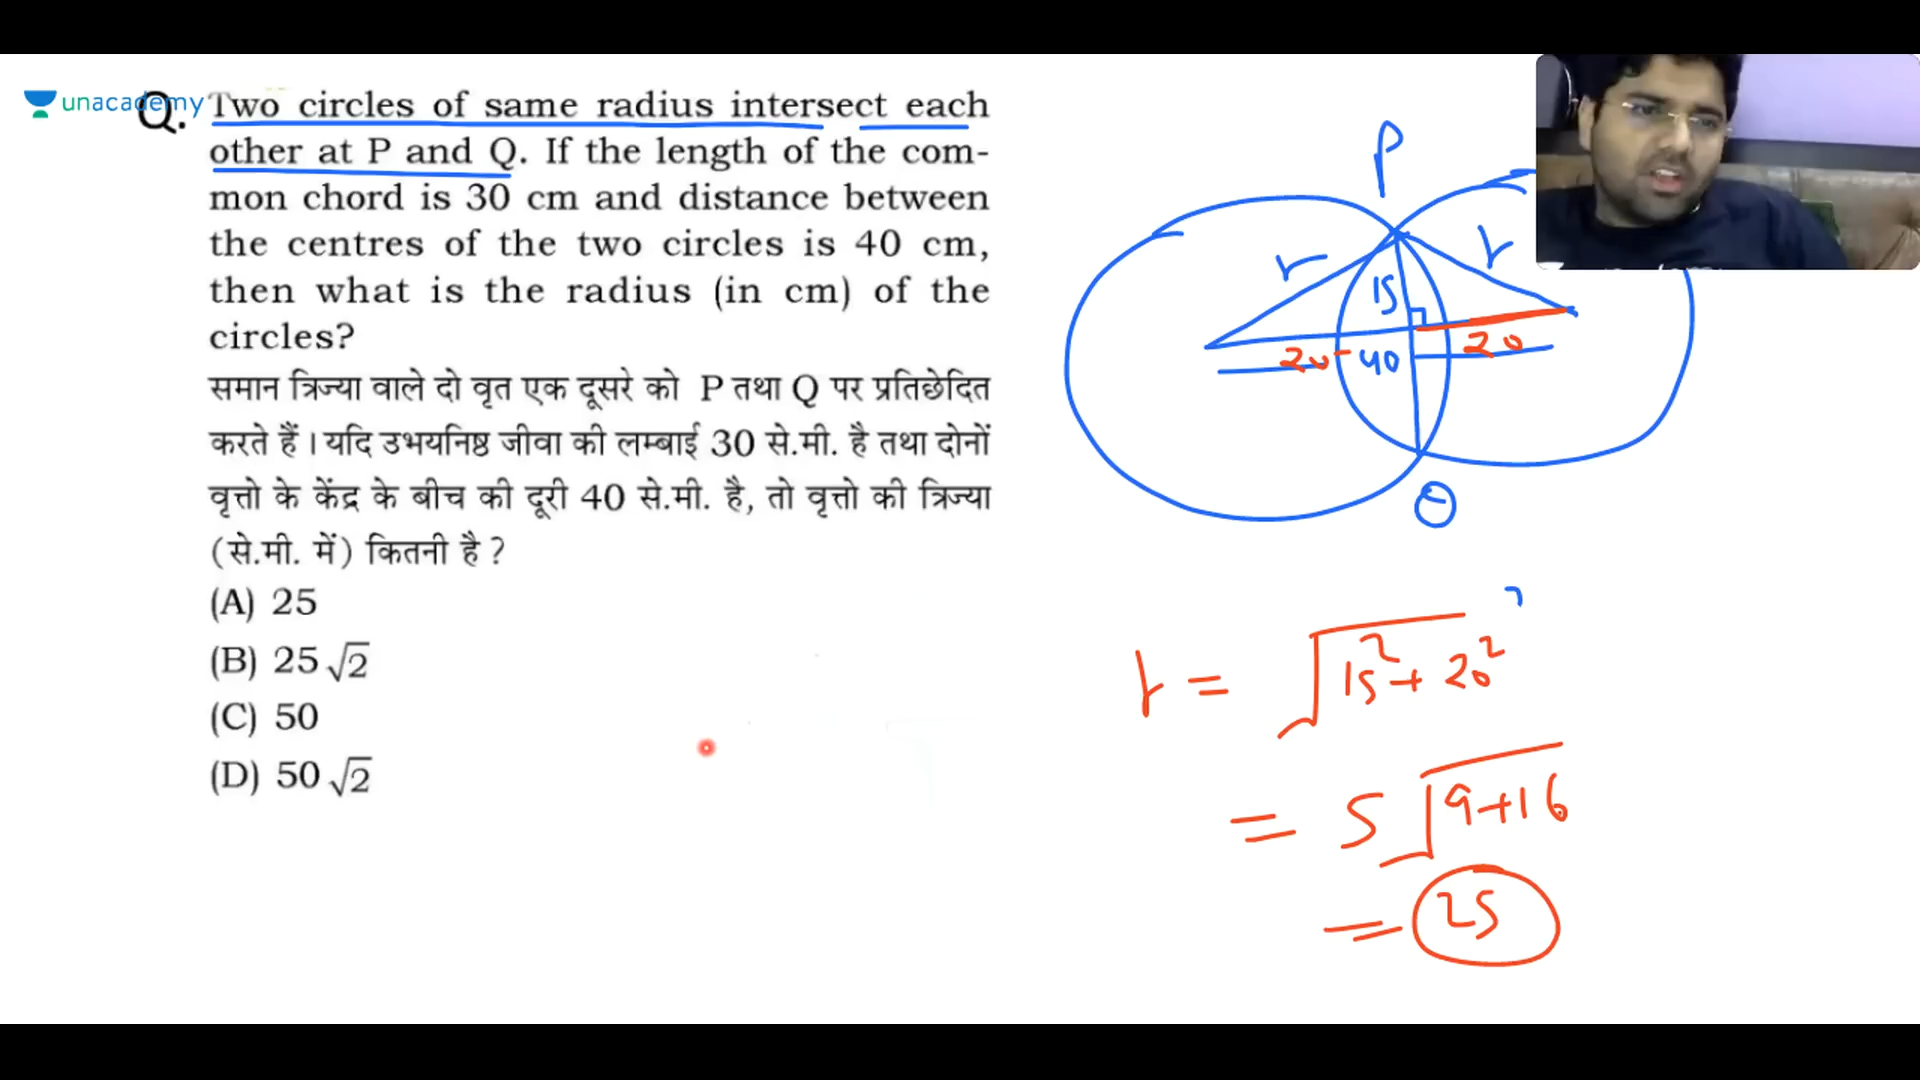 unacademy
Q. Two circles of same radius intersect each
other at P and Q. If the length of the com-
mon chord is 30 cm and distance between
the centres of the two circles is 40 cm,
then what is the radius (in cm) of the
circles?
समान त्रिज्या वाले दो वृत एक दूसरे को P तथा Q पर प्रतिछेदित
करते हैं। यदि उभयनिष्ठ जीवा की लम्बाई 30 से.मी. है तथा दोनों
वृत्तो के केंद्र के बीच की दूरी 40 से.मी. है, तो वृत्तो की त्रिज्या
(से.मी. में) कितनी है ?
(A) 25
(B) 25√2
(C) 50
(D) 50√2
P
r r
15
20 40 20
Q
r = √15²+20²
= 5√9+16
= 25